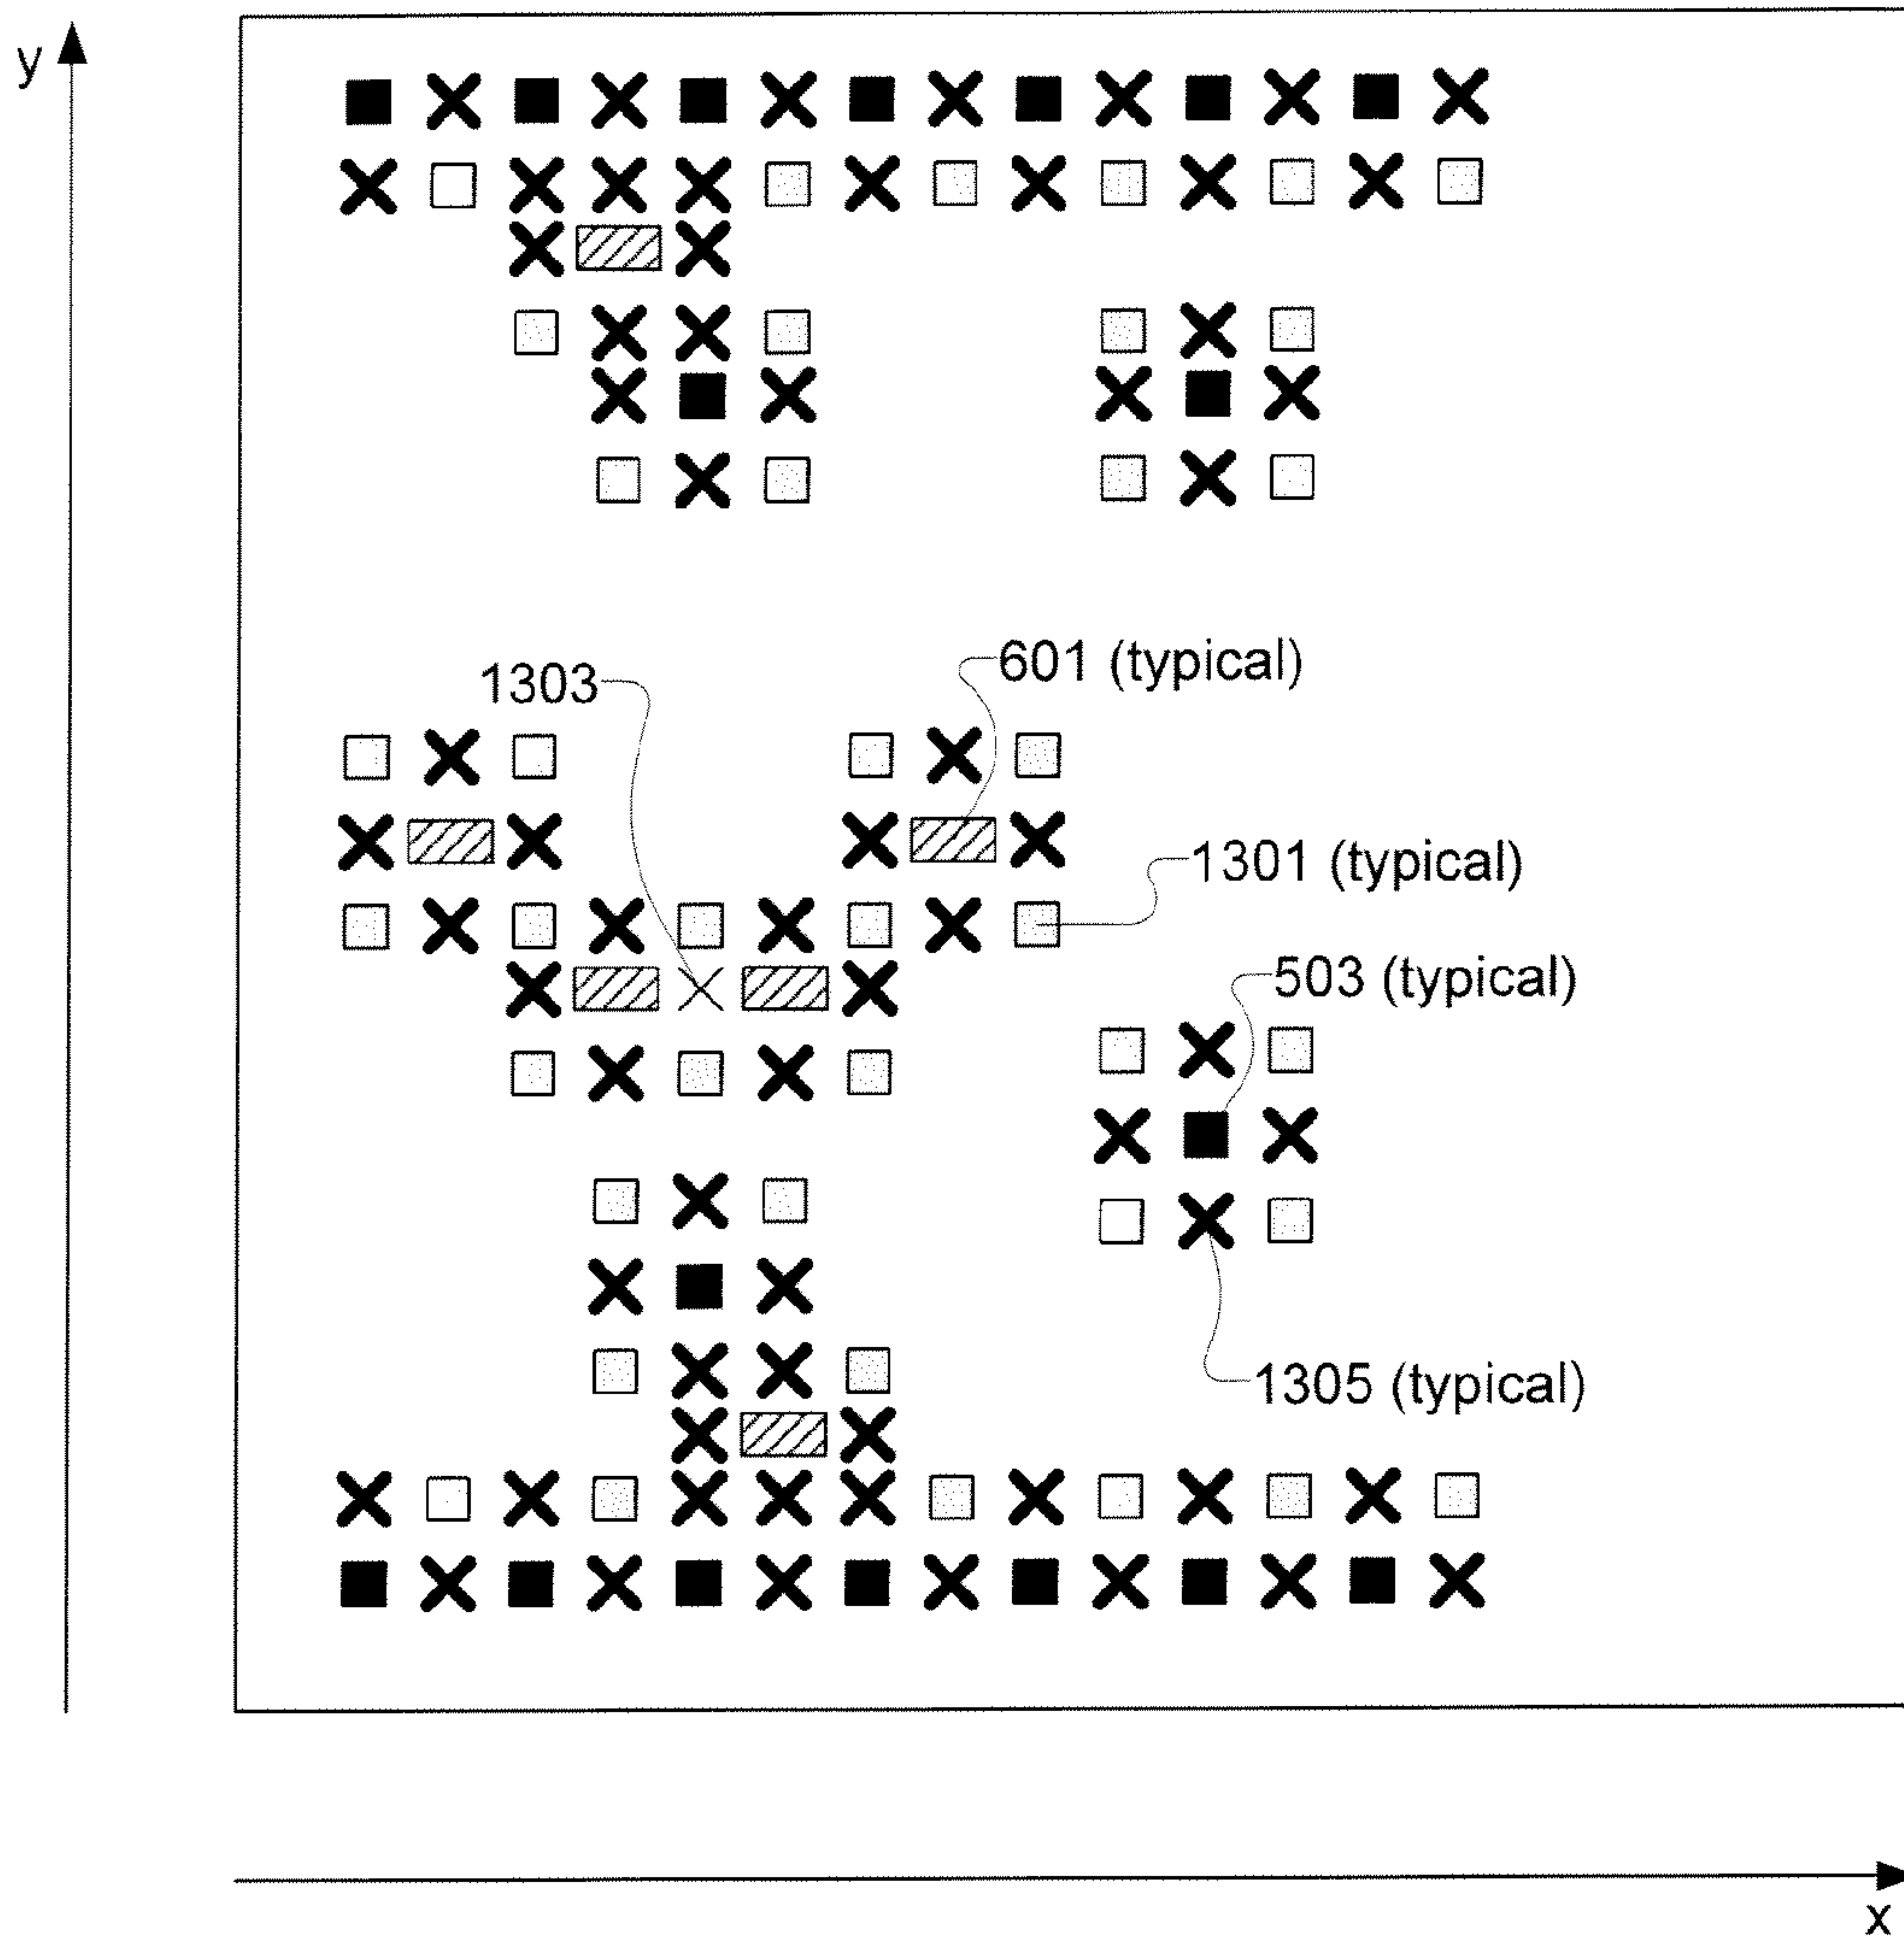 y
1303
601 (typical)
1301 (typical)
503 (typical)
1305 (typical)
x